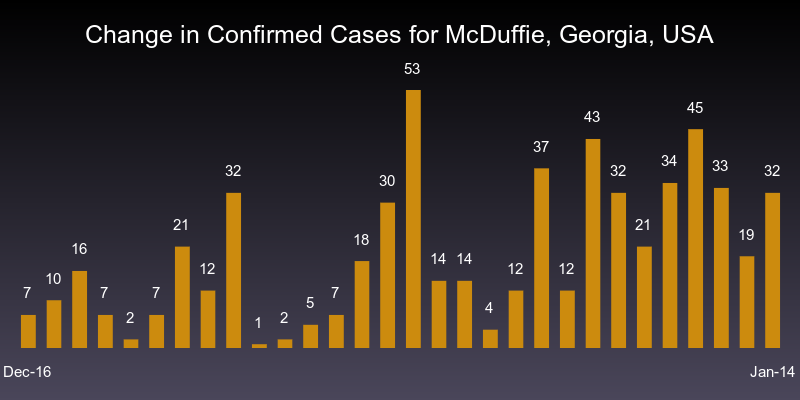 Change in Confirmed Cases for McDuffie, Georgia, USA
7 10 16 7 2 7 21 12 32 1 2 5 7 18 30 53 14 14 4 12 37 12 43 32 21 34 45 33 19 32
Dec-16 Jan-14